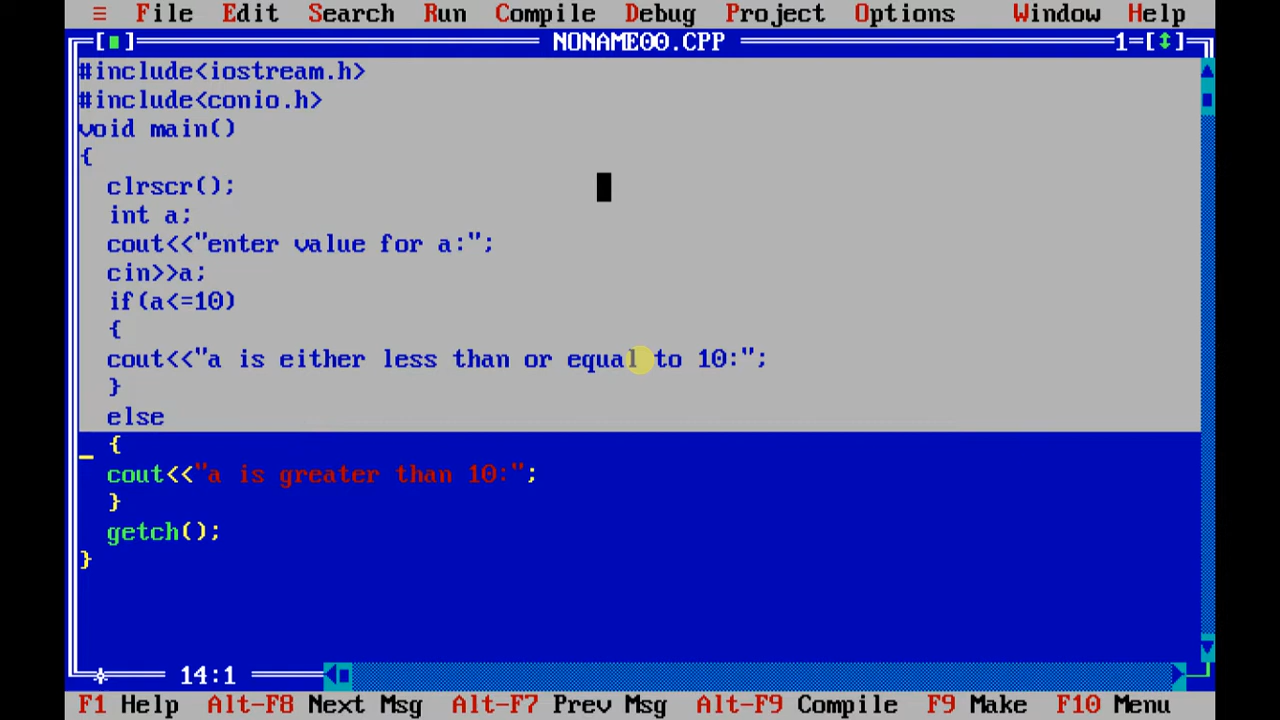 ≡ File Edit Search Run Compile Debug Project Options Window Help
[■] NONAME00.CPP 1=[↕]
#include<iostream.h>
#include<conio.h>
void main()
{
clrscr();
int a;
cout<<"enter value for a:";
cin>>a;
if(a<=10)
{
cout<<"a is either less than or equal to 10:";
}
else
{
cout<<"a is greater than 10:";
}
getch();
}
14:1
F1 Help Alt-F8 Next Msg Alt-F7 Prev Msg Alt-F9 Compile F9 Make F10 Menu